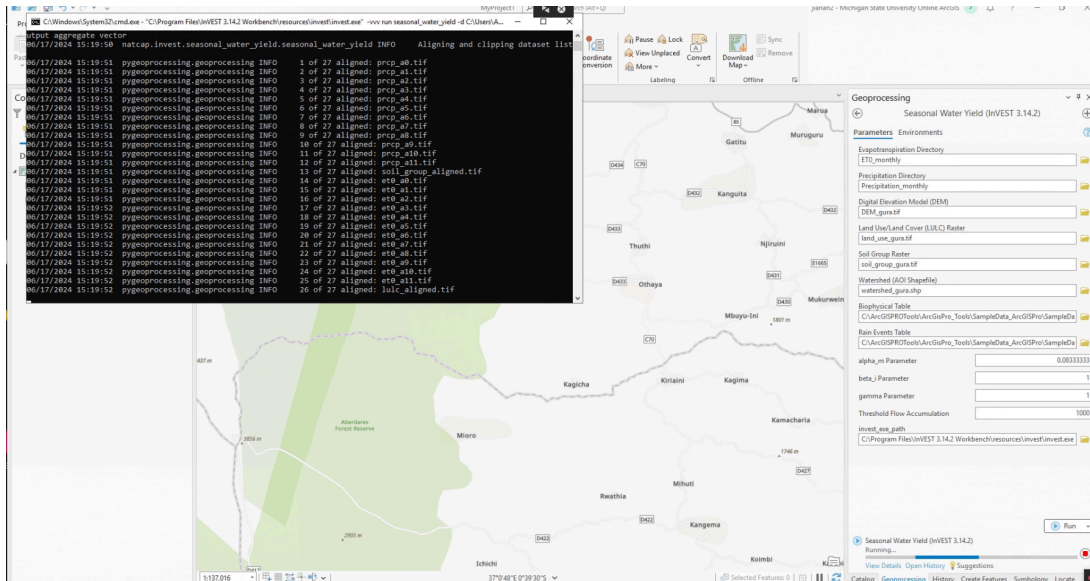 MyProject1
jianan2 - Michigan State University Online ArcGIS
C:\Windows\System32\cmd.exe - "C:\Program Files\InVEST 3.14.2 Workbench\resources\invest\invest.exe" -vvv run seasonal_water_yield -d C:\Users\A...
utput aggregate vector
06/17/2024 15:19:50 natcap.invest.seasonal_water_yield.seasonal_water_yield INFO Aligning and clipping dataset list
06/17/2024 15:19:51 pygeoprocessing.geoprocessing INFO 1 of 27 aligned: prcp_a0.tif
06/17/2024 15:19:51 pygeoprocessing.geoprocessing INFO 2 of 27 aligned: prcp_a1.tif
06/17/2024 15:19:51 pygeoprocessing.geoprocessing INFO 3 of 27 aligned: prcp_a2.tif
06/17/2024 15:19:51 pygeoprocessing.geoprocessing INFO 4 of 27 aligned: prcp_a3.tif
06/17/2024 15:19:51 pygeoprocessing.geoprocessing INFO 5 of 27 aligned: prcp_a4.tif
06/17/2024 15:19:51 pygeoprocessing.geoprocessing INFO 6 of 27 aligned: prcp_a5.tif
06/17/2024 15:19:51 pygeoprocessing.geoprocessing INFO 7 of 27 aligned: prcp_a6.tif
06/17/2024 15:19:51 pygeoprocessing.geoprocessing INFO 8 of 27 aligned: prcp_a7.tif
06/17/2024 15:19:51 pygeoprocessing.geoprocessing INFO 9 of 27 aligned: prcp_a8.tif
06/17/2024 15:19:51 pygeoprocessing.geoprocessing INFO 10 of 27 aligned: prcp_a9.tif
06/17/2024 15:19:51 pygeoprocessing.geoprocessing INFO 11 of 27 aligned: prcp_a10.tif
06/17/2024 15:19:51 pygeoprocessing.geoprocessing INFO 12 of 27 aligned: prcp_a11.tif
06/17/2024 15:19:51 pygeoprocessing.geoprocessing INFO 13 of 27 aligned: soil_group_aligned.tif
06/17/2024 15:19:51 pygeoprocessing.geoprocessing INFO 14 of 27 aligned: et0_a0.tif
06/17/2024 15:19:51 pygeoprocessing.geoprocessing INFO 15 of 27 aligned: et0_a1.tif
06/17/2024 15:19:51 pygeoprocessing.geoprocessing INFO 16 of 27 aligned: et0_a2.tif
06/17/2024 15:19:52 pygeoprocessing.geoprocessing INFO 17 of 27 aligned: et0_a3.tif
06/17/2024 15:19:52 pygeoprocessing.geoprocessing INFO 18 of 27 aligned: et0_a4.tif
06/17/2024 15:19:52 pygeoprocessing.geoprocessing INFO 19 of 27 aligned: et0_a5.tif
06/17/2024 15:19:52 pygeoprocessing.geoprocessing INFO 20 of 27 aligned: et0_a6.tif
06/17/2024 15:19:52 pygeoprocessing.geoprocessing INFO 21 of 27 aligned: et0_a7.tif
06/17/2024 15:19:52 pygeoprocessing.geoprocessing INFO 22 of 27 aligned: et0_a8.tif
06/17/2024 15:19:52 pygeoprocessing.geoprocessing INFO 23 of 27 aligned: et0_a9.tif
06/17/2024 15:19:52 pygeoprocessing.geoprocessing INFO 24 of 27 aligned: et0_a10.tif
06/17/2024 15:19:52 pygeoprocessing.geoprocessing INFO 25 of 27 aligned: et0_a11.tif
06/17/2024 15:19:52 pygeoprocessing.geoprocessing INFO 26 of 27 aligned: lulc_aligned.tif
Pause Lock
View Unplaced
More
Convert
Labeling
Download Map
Sync
Remove
Offline
Marua
B5
Gatitu
Muruguru
D434 C70
D432 Kanguita
D432
D433
Thuthi
Njiruini
E1665
D433 Othaya
D431
D430 Mukurwein
Mbuyu-Ini
1801 m
C70
437 m
Kagicha
Kiriaini
Kagima
Aberdares
Forest Reserve
Kamacharia
3856 m
Mioro
1746 m
D427
Mihuti
Rwathia
D422
Kangema
2905 m
D422
Koimbi
Ichichi
1:137,016
37°0'48"E 0°39'30"S
Selected Features: 0
Geoprocessing
Seasonal Water Yield (InVEST 3.14.2)
Parameters Environments
Evapotranspiration Directory
ET0_monthly
Precipitation Directory
Precipitation_monthly
Digital Elevation Model (DEM)
DEM_gura.tif
Land Use/Land Cover (LULC) Raster
land_use_gura.tif
Soil Group Raster
soil_group_gura.tif
Watershed (AOI Shapefile)
watershed_gura.shp
Biophysical Table
C:\ArcGISPROTools\ArcGisPro_Tools\SampleData_ArcGISPro\SampleDa
Rain Events Table
C:\ArcGISPROTools\ArcGisPro_Tools\SampleData_ArcGISPro\SampleDa
alpha_m Parameter 0.08333333
beta_i Parameter 1
gamma Parameter 1
Threshold Flow Accumulation 1000
invest_exe_path
C:\Program Files\InVEST 3.14.2 Workbench\resources\invest\invest.exe
Run
Seasonal Water Yield (InVEST 3.14.2)
Running...
View Details Open History Suggestions
Catalog Geoprocessing History Create Features Symbology Locate